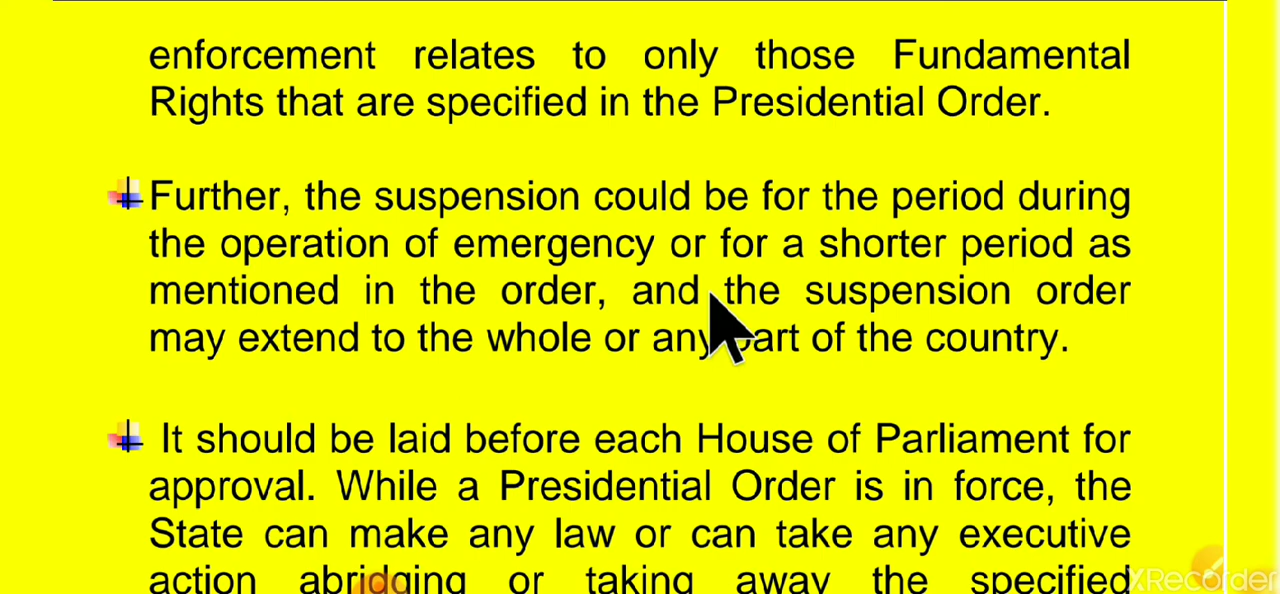 enforcement relates to only those Fundamental
Rights that are specified in the Presidential Order.
Further, the suspension could be for the period during
the operation of emergency or for a shorter period as
mentioned in the order, and the suspension order
may extend to the whole or any part of the country.
It should be laid before each House of Parliament for
approval. While a Presidential Order is in force, the
State can make any law or can take any executive
action abridging or taking away the specified
XRecorder